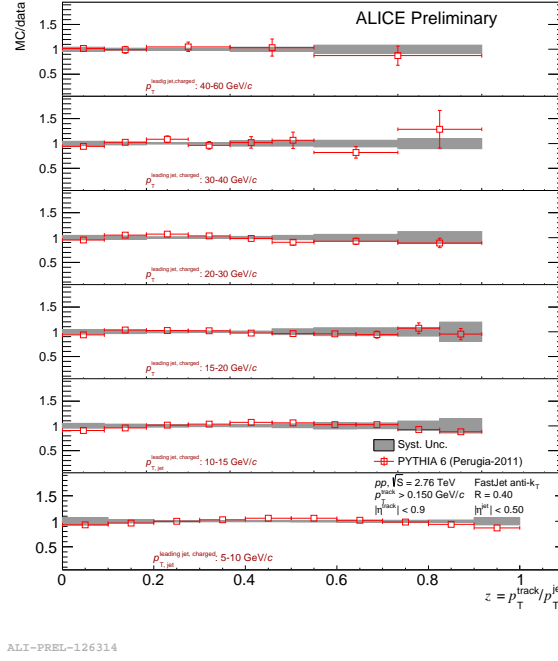 MC/data
ALICE Preliminary
1.5
1
0.5
p_T^leadig jet,charged: 40-60 GeV/c
1.5
1
0.5
p_T^leading jet, charged: 30-40 GeV/c
1.5
1
0.5
p_T^leading jet, charged: 20-30 GeV/c
1.5
1
0.5
p_T^leading jet, charged: 15-20 GeV/c
1.5
1
0.5
p_T, jet^leading jet, charged: 10-15 GeV/c
Syst. Unc.
PYTHIA 6 (Perugia-2011)
pp, √S = 2.76 TeV FastJet anti-k_T
p_T^track > 0.150 GeV/c R = 0.40
|η^track| < 0.9 |η^jet| < 0.50
1.5
1
0.5
p_T, jet^leading jet, charged: 5-10 GeV/c
0 0.2 0.4 0.6 0.8 1
z = p_T^track/p_T^je
ALI-PREL-126314